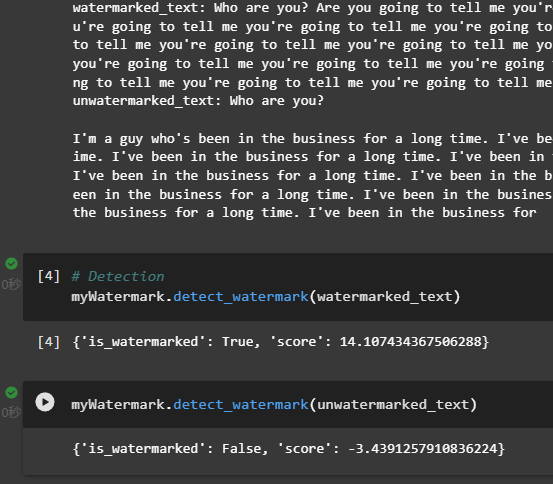 watermarked_text: Who are you? Are you going to tell me you'r
u're going to tell me you're going to tell me you're going to
to tell me you're going to tell me you're going to tell me yo
you're going to tell me you're going to tell me you're going
ng to tell me you're going to tell me you're going to tell me
unwatermarked_text: Who are you?
I'm a guy who's been in the business for a long time. I've be
ime. I've been in the business for a long time. I've been in
I've been in the business for a long time. I've been in the b
een in the business for a long time. I've been in the busines
the business for a long time. I've been in the business for
[4] # Detection
0秒
myWatermark.detect_watermark(watermarked_text)
[4] {'is_watermarked': True, 'score': 14.107434367506288}
myWatermark.detect_watermark(unwatermarked_text)
0秒
{'is_watermarked': False, 'score': -3.4391257910836224}